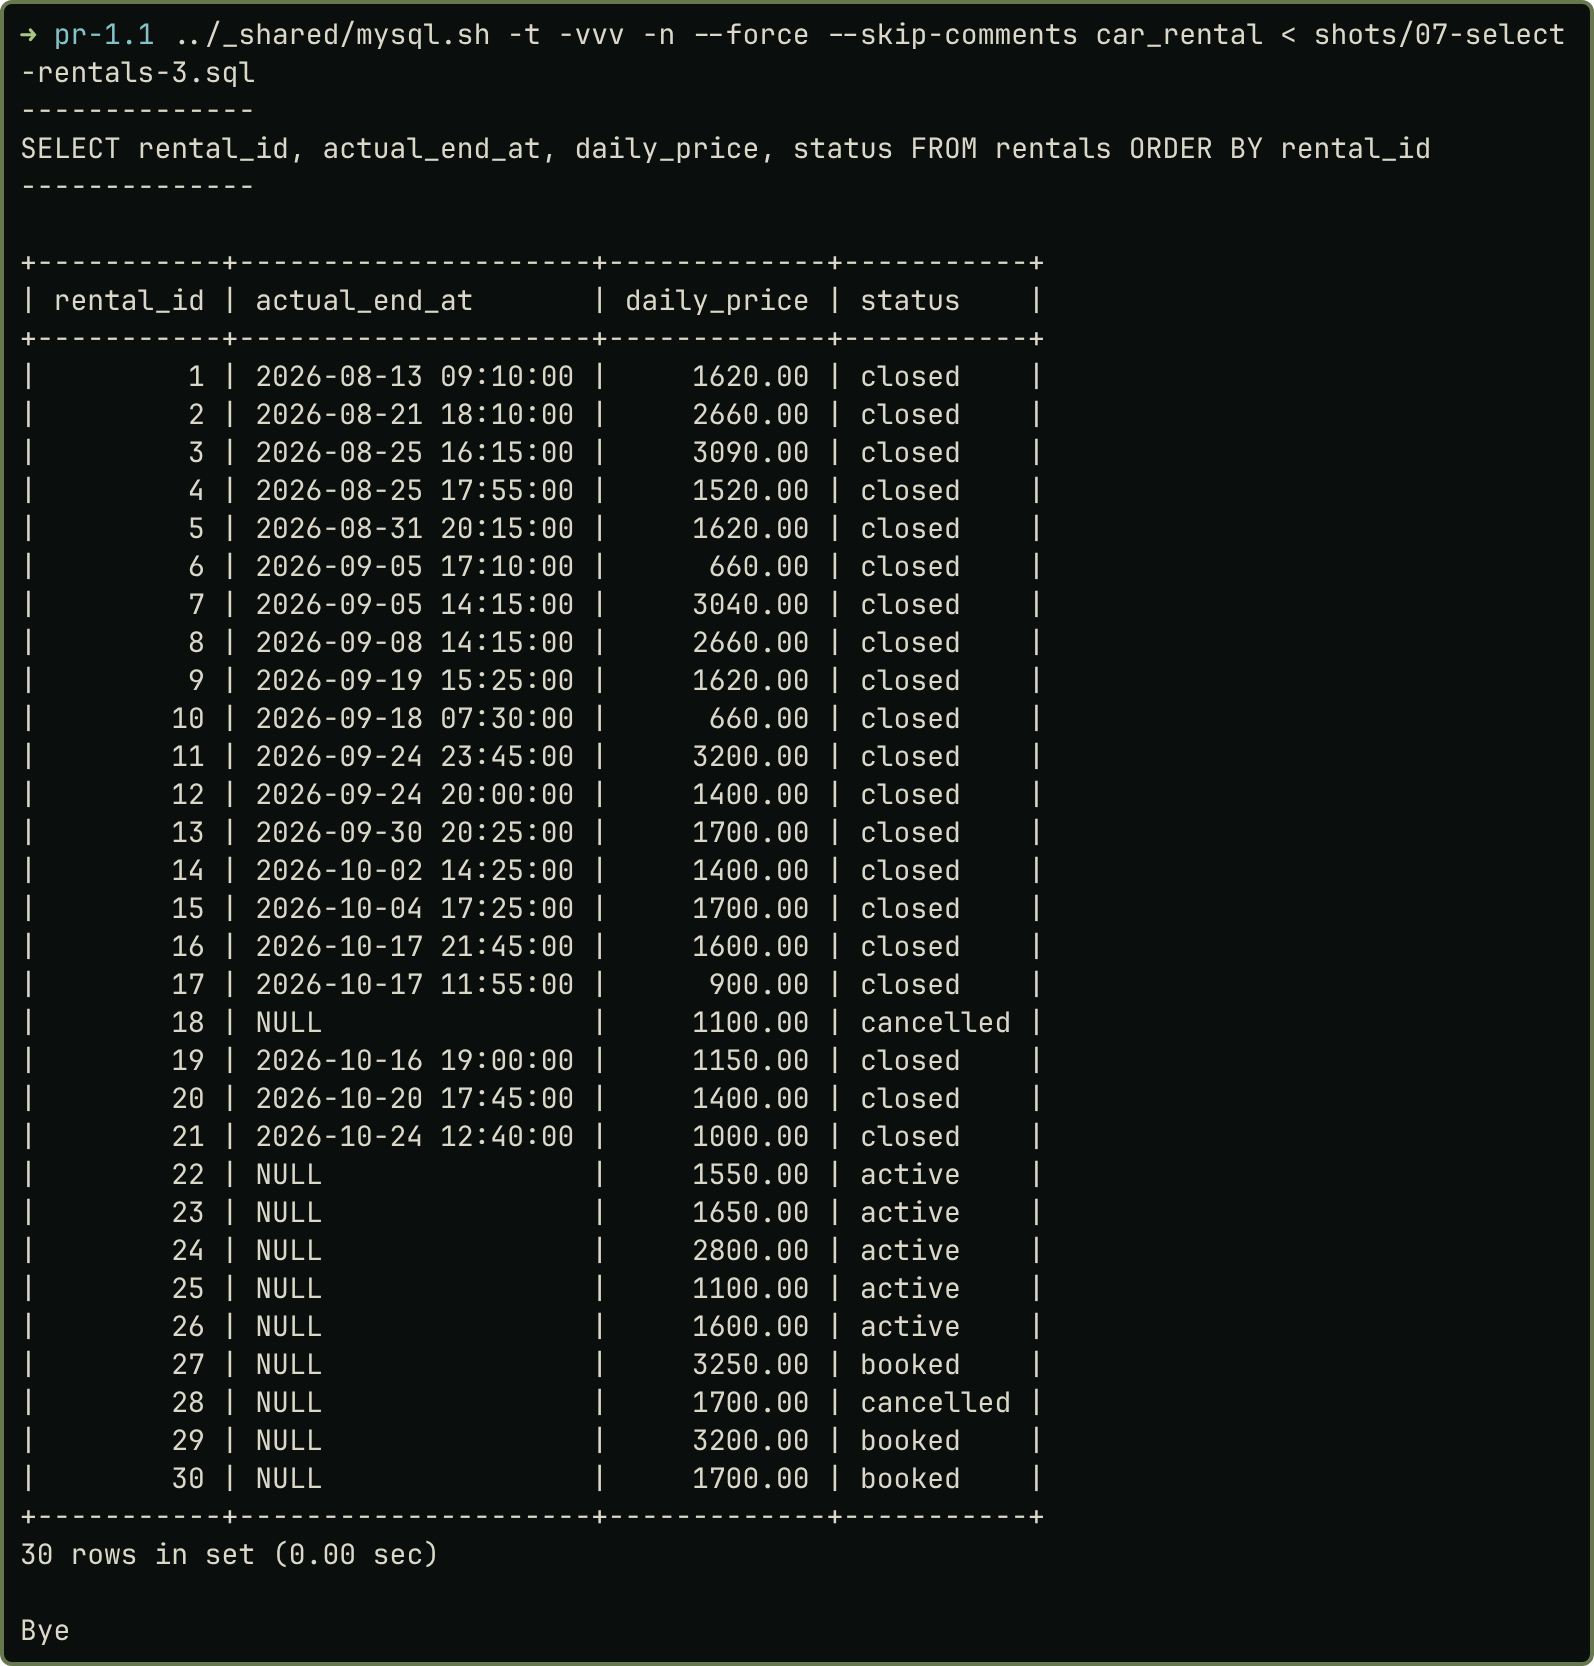 → pr-1.1 ../_shared/mysql.sh -t -vvv -n --force --skip-comments car_rental < shots/07-select
-rentals-3.sql
--------------
SELECT rental_id, actual_end_at, daily_price, status FROM rentals ORDER BY rental_id
--------------

+-----------+---------------------+-------------+-----------+
| rental_id | actual_end_at       | daily_price | status    |
+-----------+---------------------+-------------+-----------+
|         1 | 2026-08-13 09:10:00 |     1620.00 | closed    |
|         2 | 2026-08-21 18:10:00 |     2660.00 | closed    |
|         3 | 2026-08-25 16:15:00 |     3090.00 | closed    |
|         4 | 2026-08-25 17:55:00 |     1520.00 | closed    |
|         5 | 2026-08-31 20:15:00 |     1620.00 | closed    |
|         6 | 2026-09-05 17:10:00 |      660.00 | closed    |
|         7 | 2026-09-05 14:15:00 |     3040.00 | closed    |
|         8 | 2026-09-08 14:15:00 |     2660.00 | closed    |
|         9 | 2026-09-19 15:25:00 |     1620.00 | closed    |
|        10 | 2026-09-18 07:30:00 |      660.00 | closed    |
|        11 | 2026-09-24 23:45:00 |     3200.00 | closed    |
|        12 | 2026-09-24 20:00:00 |     1400.00 | closed    |
|        13 | 2026-09-30 20:25:00 |     1700.00 | closed    |
|        14 | 2026-10-02 14:25:00 |     1400.00 | closed    |
|        15 | 2026-10-04 17:25:00 |     1700.00 | closed    |
|        16 | 2026-10-17 21:45:00 |     1600.00 | closed    |
|        17 | 2026-10-17 11:55:00 |      900.00 | closed    |
|        18 | NULL                |     1100.00 | cancelled |
|        19 | 2026-10-16 19:00:00 |     1150.00 | closed    |
|        20 | 2026-10-20 17:45:00 |     1400.00 | closed    |
|        21 | 2026-10-24 12:40:00 |     1000.00 | closed    |
|        22 | NULL                |     1550.00 | active    |
|        23 | NULL                |     1650.00 | active    |
|        24 | NULL                |     2800.00 | active    |
|        25 | NULL                |     1100.00 | active    |
|        26 | NULL                |     1600.00 | active    |
|        27 | NULL                |     3250.00 | booked    |
|        28 | NULL                |     1700.00 | cancelled |
|        29 | NULL                |     3200.00 | booked    |
|        30 | NULL                |     1700.00 | booked    |
+-----------+---------------------+-------------+-----------+
30 rows in set (0.00 sec)

Bye